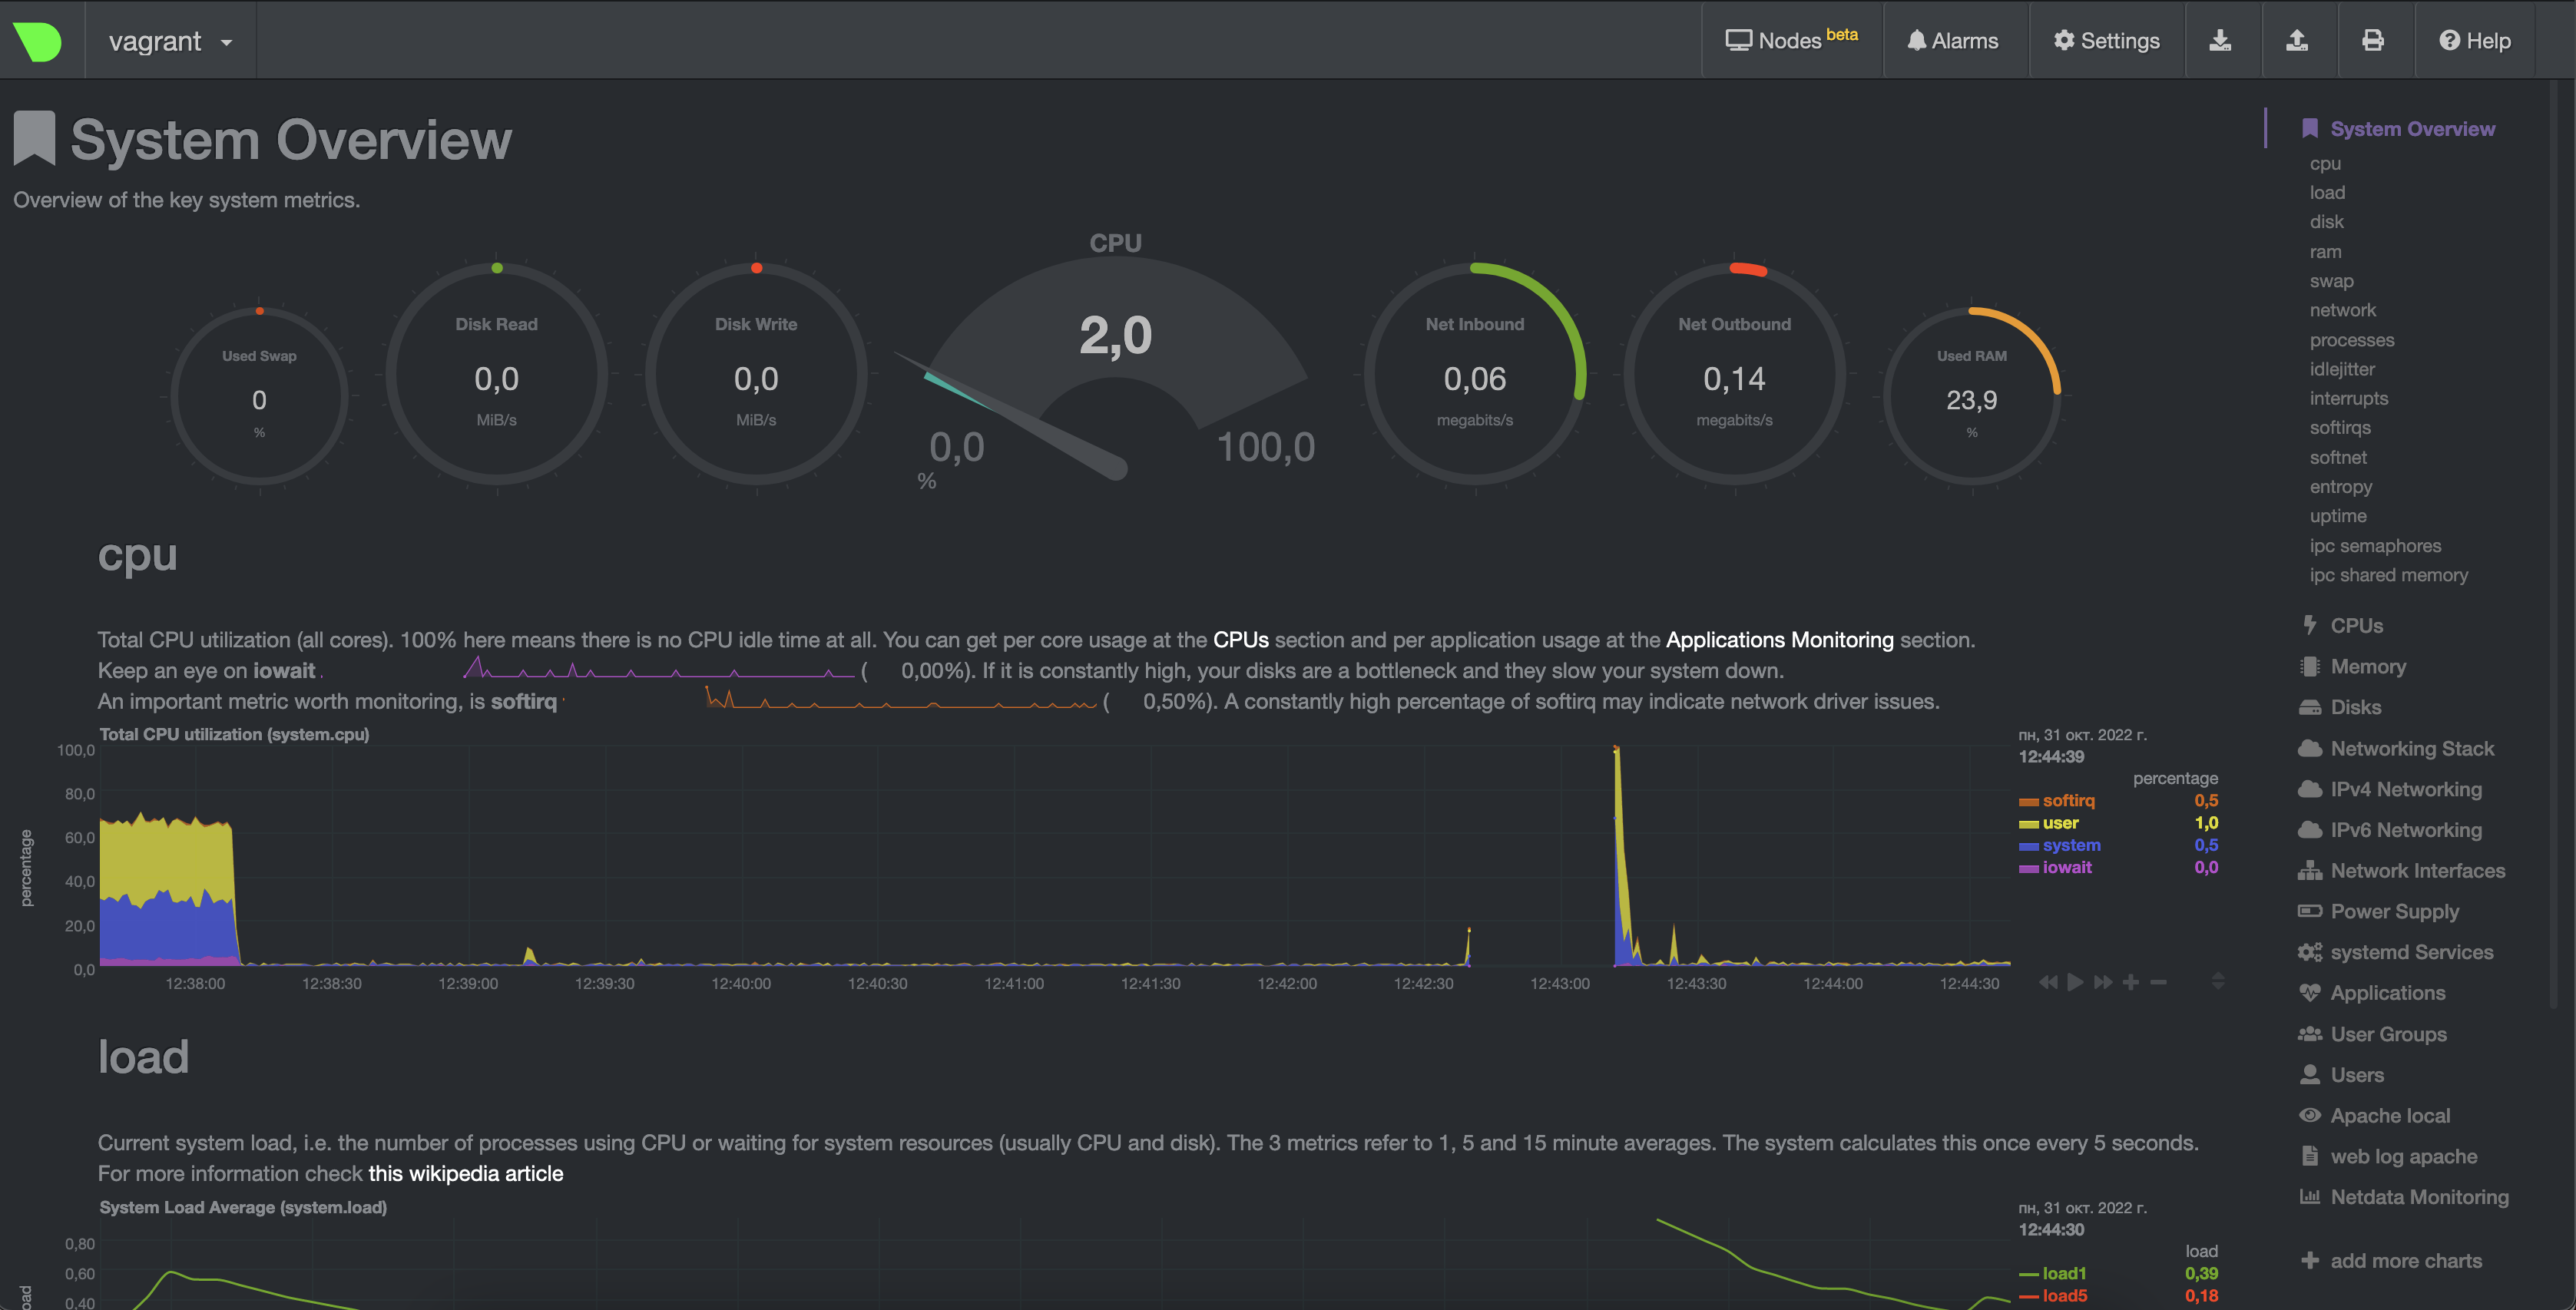 vagrant
Nodes beta
Alarms
Settings
Help
System Overview
Overview of the key system metrics.
Used Swap
0
%
Disk Read
0,0
MiB/s
Disk Write
0,0
MiB/s
CPU
2,0
0,0
100,0
%
Net Inbound
0,06
megabits/s
Net Outbound
0,14
megabits/s
Used RAM
23,9
%
cpu
Total CPU utilization (all cores). 100% here means there is no CPU idle time at all. You can get per core usage at the CPUs section and per application usage at the Applications Monitoring section.
Keep an eye on iowait ( 0,00%). If it is constantly high, your disks are a bottleneck and they slow your system down.
An important metric worth monitoring, is softirq ( 0,50%). A constantly high percentage of softirq may indicate network driver issues.
Total CPU utilization (system.cpu)
percentage
100,0
80,0
60,0
40,0
20,0
0,0
12:38:00 12:38:30 12:39:00 12:39:30 12:40:00 12:40:30 12:41:00 12:41:30 12:42:00 12:42:30 12:43:00 12:43:30 12:44:00 12:44:30
пн, 31 окт. 2022 г.
12:44:39
percentage
softirq 0,5
user 1,0
system 0,5
iowait 0,0
load
Current system load, i.e. the number of processes using CPU or waiting for system resources (usually CPU and disk). The 3 metrics refer to 1, 5 and 15 minute averages. The system calculates this once every 5 seconds.
For more information check this wikipedia article
System Load Average (system.load)
0,80
0,60
0,40
пн, 31 окт. 2022 г.
12:44:30
load
load1 0,39
load5 0,18
System Overview
cpu
load
disk
ram
swap
network
processes
idlejitter
interrupts
softirqs
softnet
entropy
uptime
ipc semaphores
ipc shared memory
CPUs
Memory
Disks
Networking Stack
IPv4 Networking
IPv6 Networking
Network Interfaces
Power Supply
systemd Services
Applications
User Groups
Users
Apache local
web log apache
Netdata Monitoring
add more charts